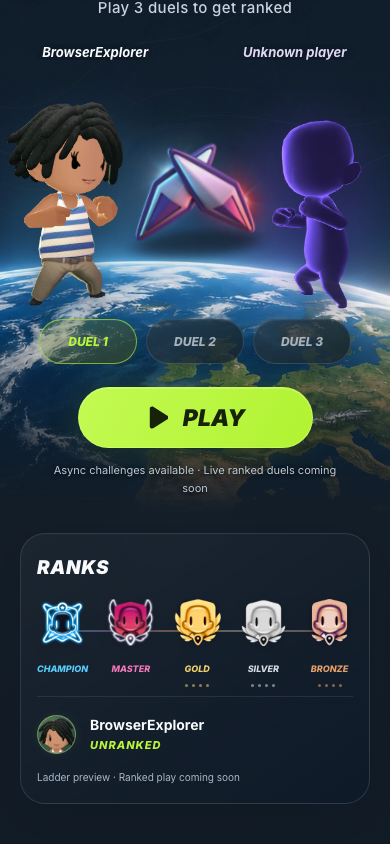 Play 3 duels to get ranked
BrowserExplorer
Unknown player
DUEL 1
DUEL 2
DUEL 3
PLAY
Async challenges available · Live ranked duels coming
soon
RANKS
CHAMPION
MASTER
GOLD
SILVER
BRONZE
BrowserExplorer
UNRANKED
Ladder preview · Ranked play coming soon